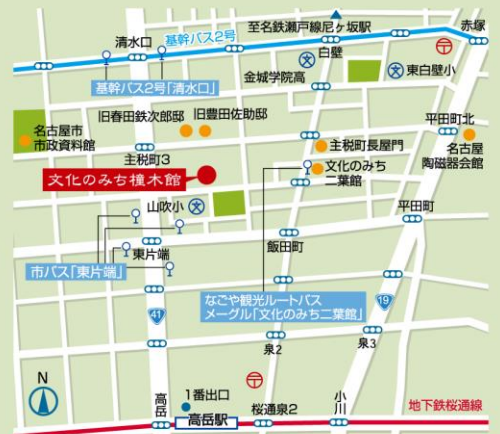 至名鉄瀬戸線尼ヶ坂駅
赤塚
清水口
基幹バス2号
白壁
金城学院高
文
文
東白壁小
基幹バス2号「清水口」
旧春田鉄次郎邸
旧豊田佐助邸
平田町北
名古屋市
市政資料館
主税町長屋門
名古屋
陶磁器会館
主税町3
文化のみち
二葉館
文化のみち橦木館
山吹小
文
平田町
東片端
飯田町
市バス「東片端」
なごや観光ルートバス
メーグル「文化のみち二葉館」
41
19
泉2
泉3
N
高岳
1番出口
高岳駅
桜通泉2
小川
地下鉄桜通線